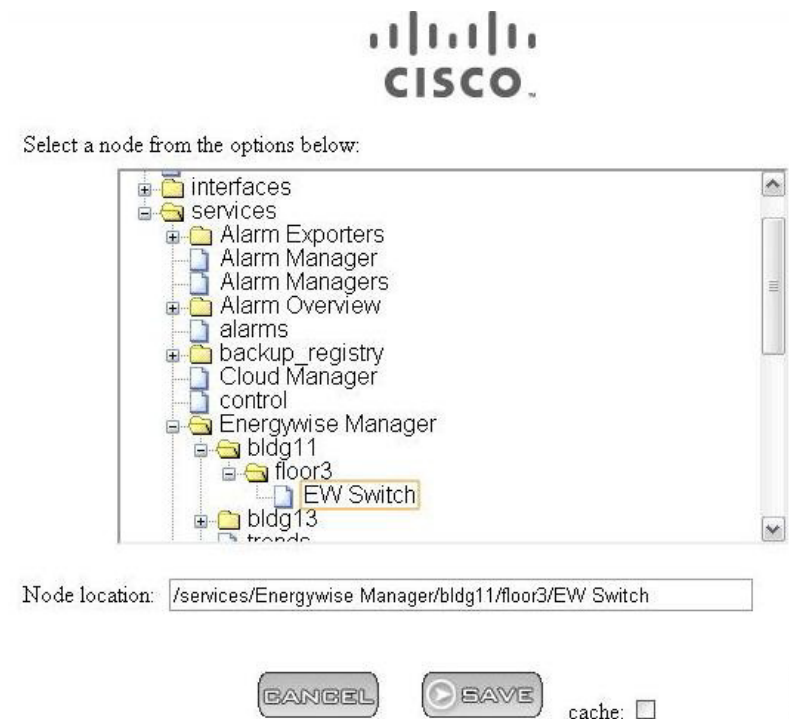 CISCO™
Select a node from the options below:
interfaces
services
Alarm Exporters
Alarm Manager
Alarm Managers
Alarm Overview
alarms
backup_registry
Cloud Manager
control
Energywise Manager
bldg11
floor3
EW Switch
bldg13
trends
Node location: /services/Energywise Manager/bldg11/floor3/EW Switch
CANCEL SAVE cache: